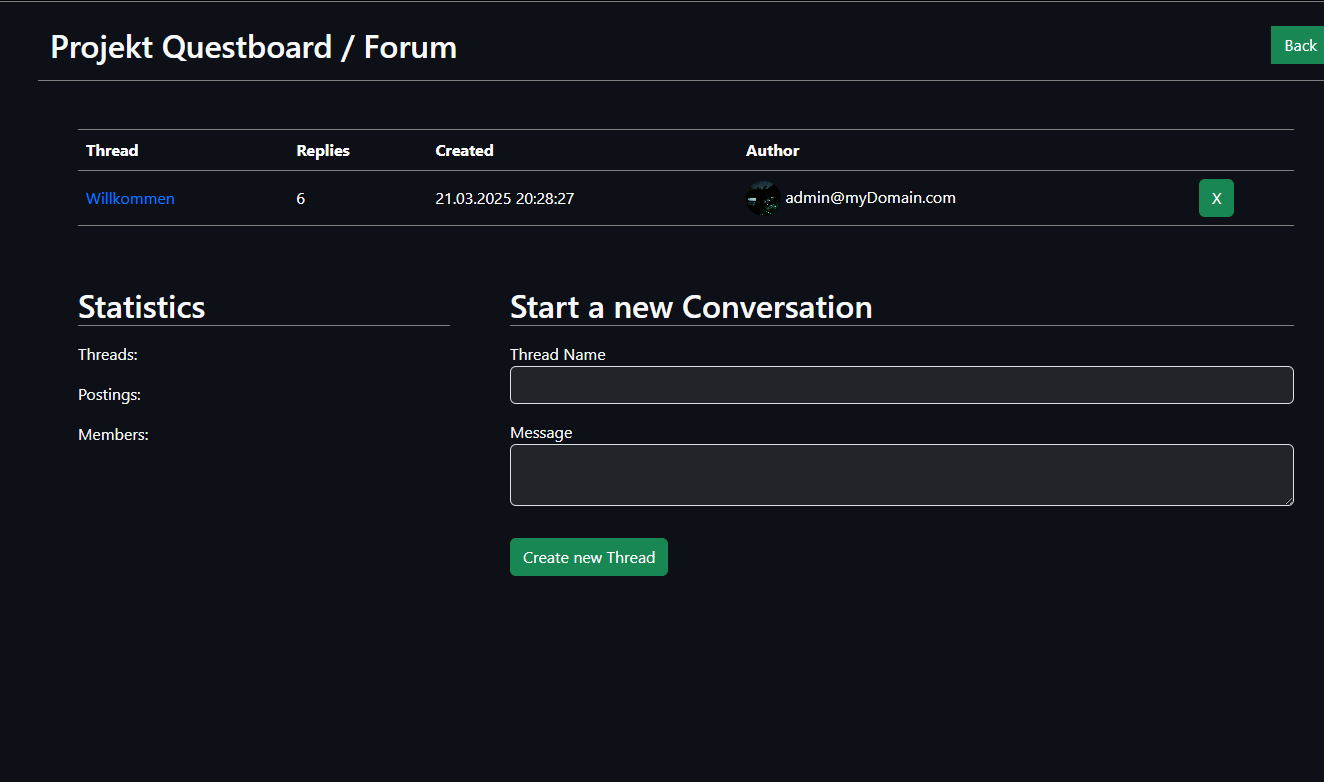 Projekt Questboard / Forum
Back
Thread Replies Created Author
Willkommen 6 21.03.2025 20:28:27 admin@myDomain.com X
Statistics
Threads:
Postings:
Members:
Start a new Conversation
Thread Name
Message
Create new Thread